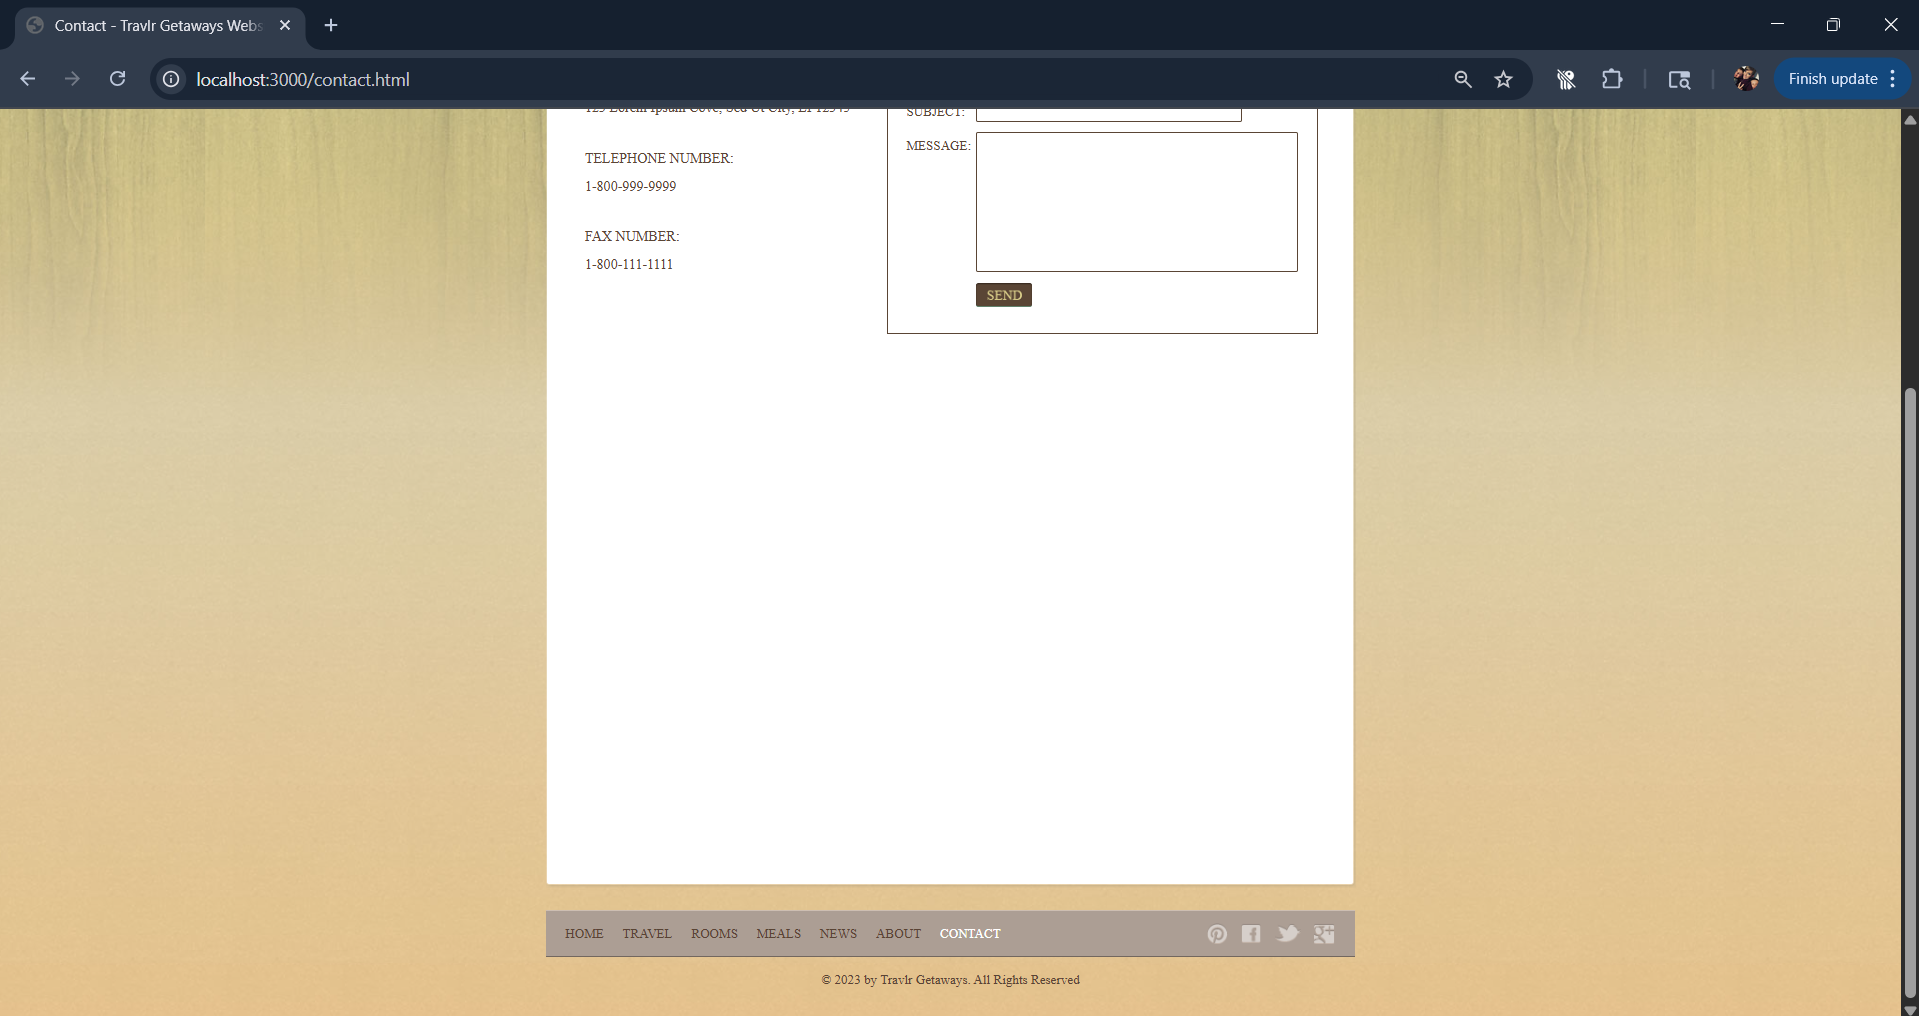 Contact - Travlr Getaways Webs
localhost:3000/contact.html
Finish update
SUBJECT:
MESSAGE:
TELEPHONE NUMBER:
1-800-999-9999
FAX NUMBER:
1-800-111-1111
SEND
HOME TRAVEL ROOMS MEALS NEWS ABOUT CONTACT
© 2023 by Travlr Getaways. All Rights Reserved